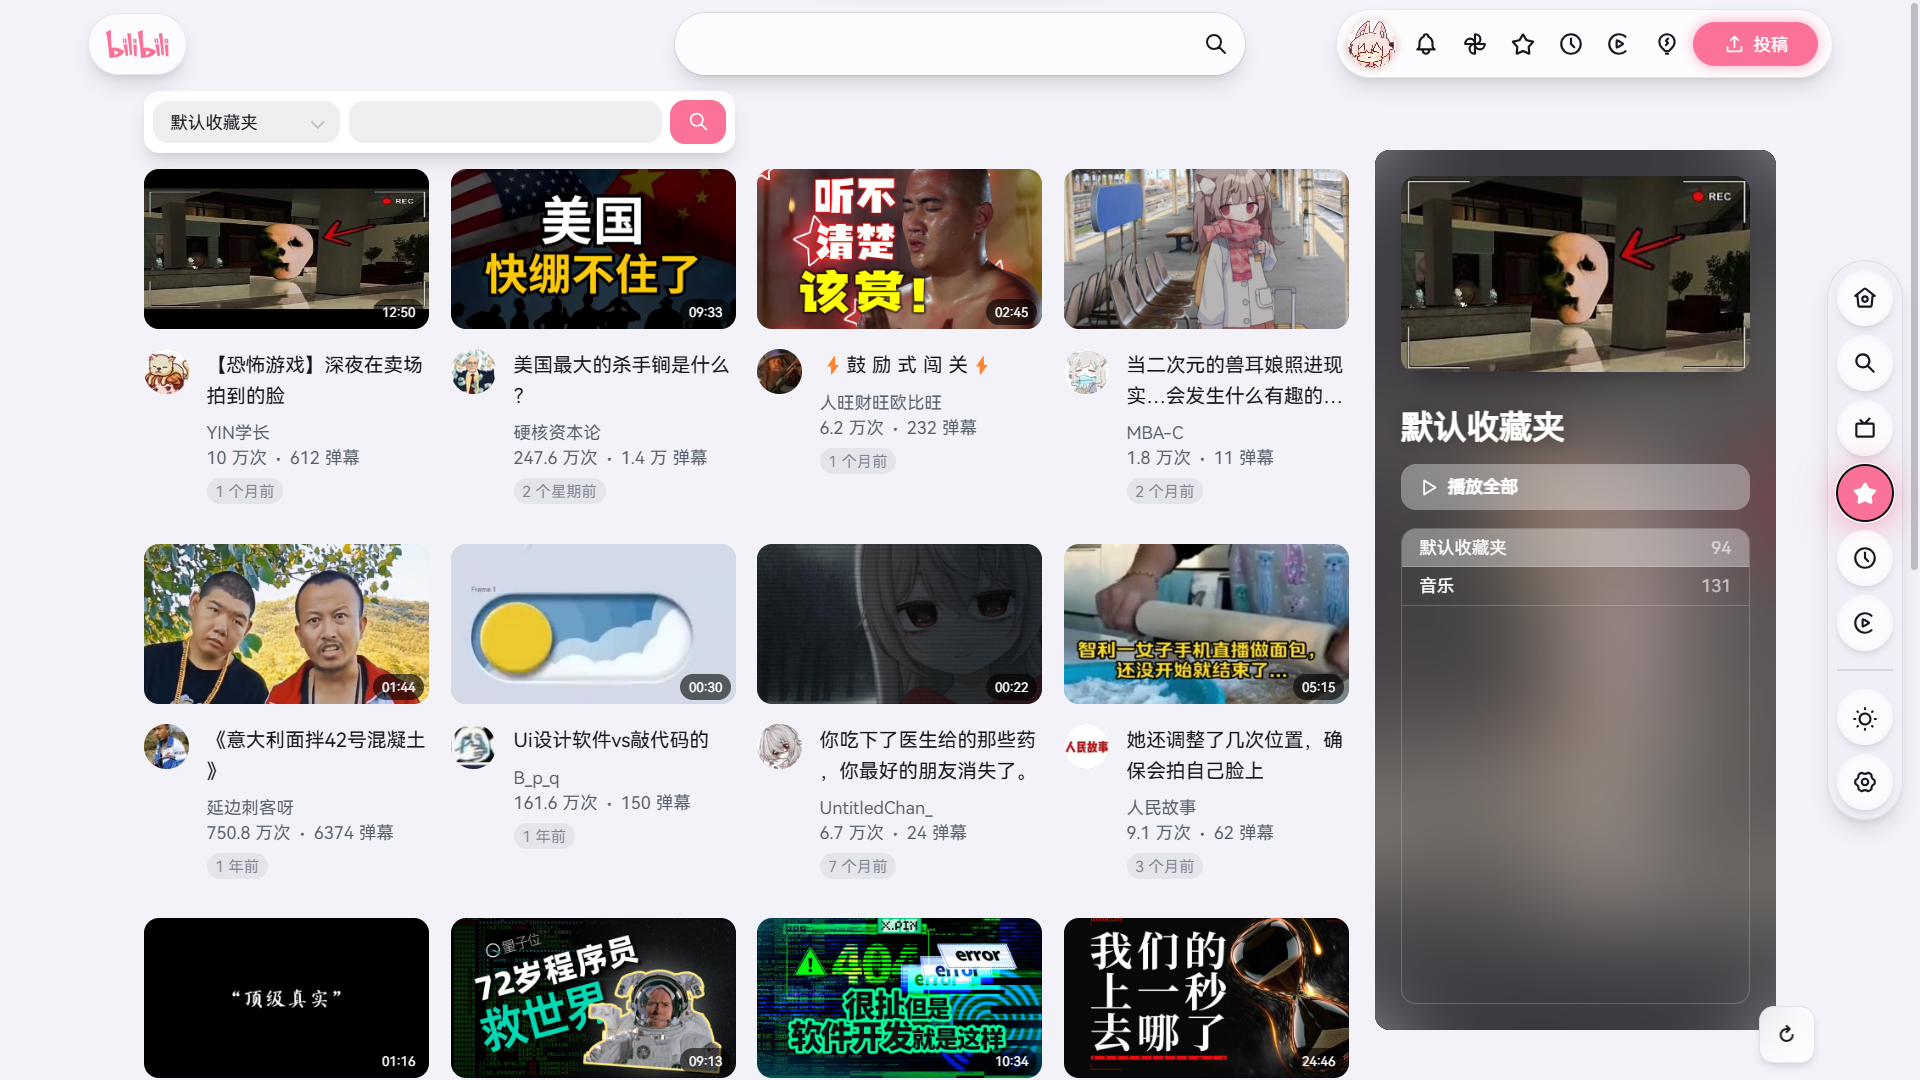 bilibili
投稿
默认收藏夹
REC
12:50
美国
快绷不住了
09:33
听不
清楚
该赏!
02:45
REC
【恐怖游戏】深夜在卖场
拍到的脸
YIN学长
10 万次 · 612 弹幕
1 个月前
美国最大的杀手锏是什么
?
硬核资本论
247.6 万次 · 1.4 万 弹幕
2 个星期前
⚡鼓 励 式 闯 关⚡
人旺财旺欧比旺
6.2 万次 · 232 弹幕
1 个月前
当二次元的兽耳娘照进现
实...会发生什么有趣的...
MBA-C
1.8 万次 · 11 弹幕
2 个月前
默认收藏夹
播放全部
默认收藏夹 94
音乐 131
01:44
Frame 1
00:30
00:22
智利一女子手机直播做面包,
还没开始就结束了...
05:15
《意大利面拌42号混凝土
》
延边刺客呀
750.8 万次 · 6374 弹幕
1 年前
Ui设计软件vs敲代码的
B_p_q
161.6 万次 · 150 弹幕
1 年前
你吃下了医生给的那些药
，你最好的朋友消失了。
UntitledChan_
6.7 万次 · 24 弹幕
7 个月前
人民故事
她还调整了几次位置，确
保会拍自己脸上
人民故事
9.1 万次 · 62 弹幕
3 个月前
“顶级真实”
01:16
量子位
72岁程序员
救世界
09:13
X.PIN
404
error
error
很扯但是
软件开发就是这样
10:34
我们的
上一秒
去哪了
24:46